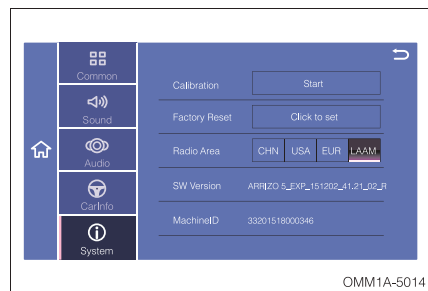 Common
Sound
Audio
CarInfo
System
Calibration Start
Factory Reset Click to set
Radio Area CHN USA EUR LAAM
SW Version ARRIZO 5_EXP_151202_41.21_02_R
MachineID 33201518000346
OMM1A-5014